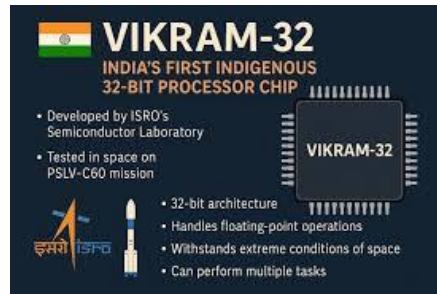 VIKRAM-32
INDIA'S FIRST INDIGENOUS
32-BIT PROCESSOR CHIP
• Developed by ISRO's
Semiconductor Laboratory
• Tested in space on
PSLV-C60 mission
VIKRAM-32
इसरो isro
• 32-bit architecture
• Handles floating-point operations
• Withstands extreme conditions of space
• Can perform multiple tasks